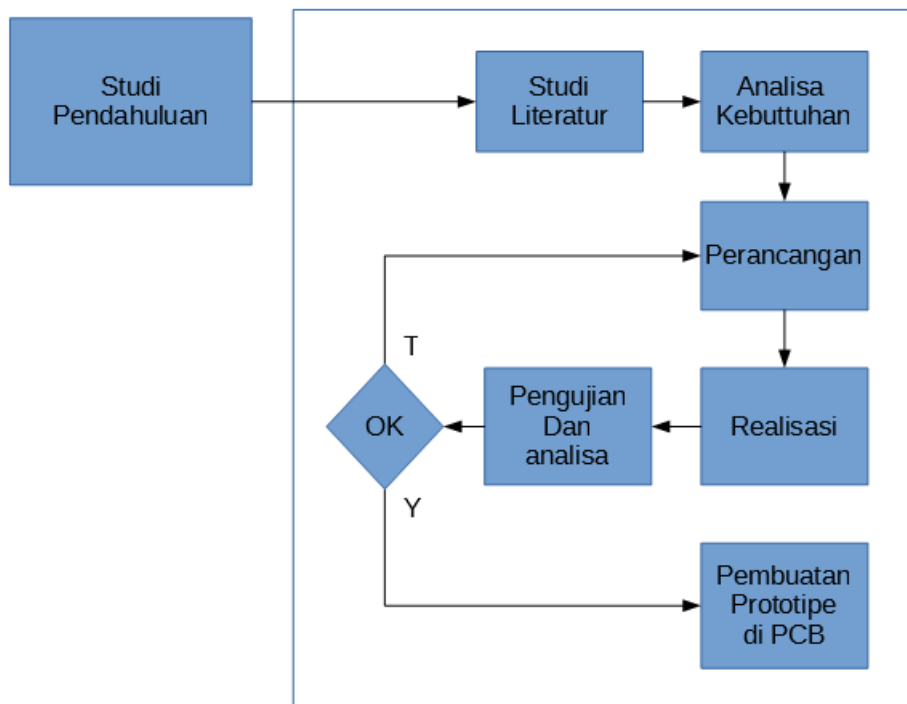 Studi
Pendahuluan
Studi
Literatur
Analisa
Kebuttuhan
Perancangan
T
OK
Pengujian
Dan
analisa
Realisasi
Y
Pembuatan
Prototipe
di PCB